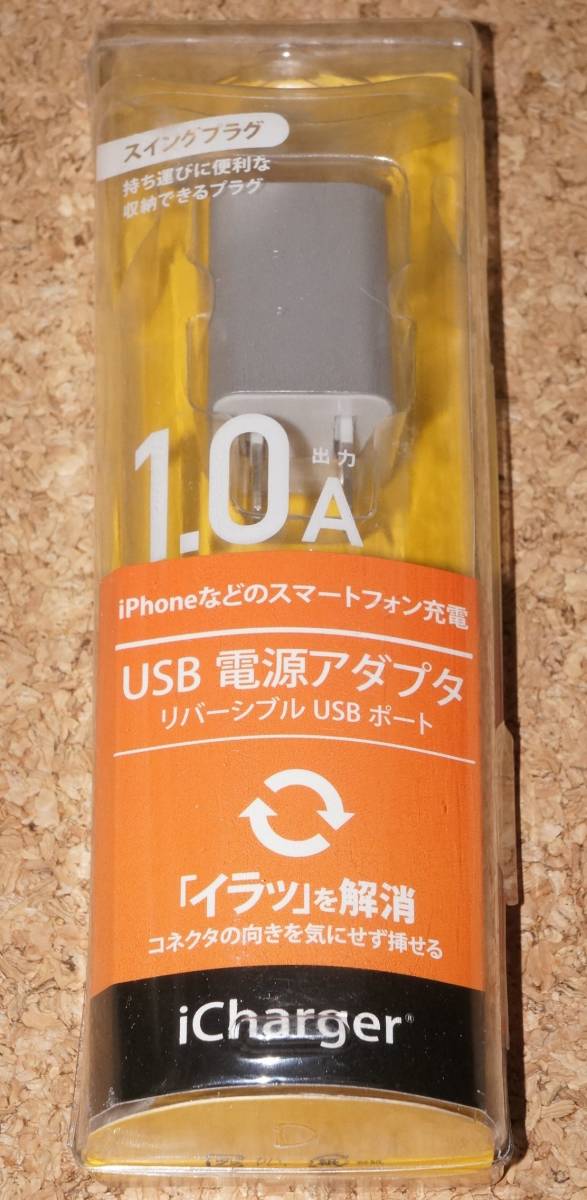 スイングプラグ
持ち運びに便利な
収納できるプラグ
1.0A
出力
iPhoneなどのスマートフォン充電
USB 電源アダプタ
リバーシブル USB ポート
「イラッ」を解消
コネクタの向きを気にせず挿せる
iCharger®